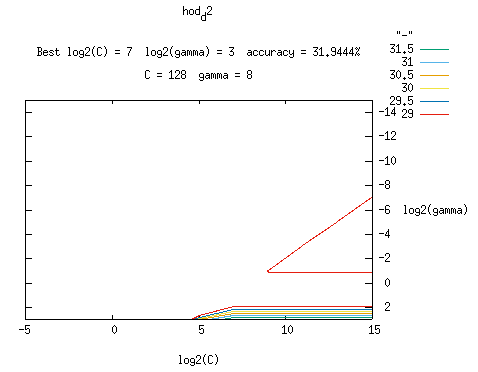 hod_d2
Best log2(C) = 7 log2(gamma) = 3 accuracy = 31.9444%
C = 128 gamma = 8
"-"
31.5
31
30.5
30
29.5
29
-14
-12
-10
-8
-6
-4
-2
0
2
log2(gamma)
-5 0 5 10 15
log2(C)